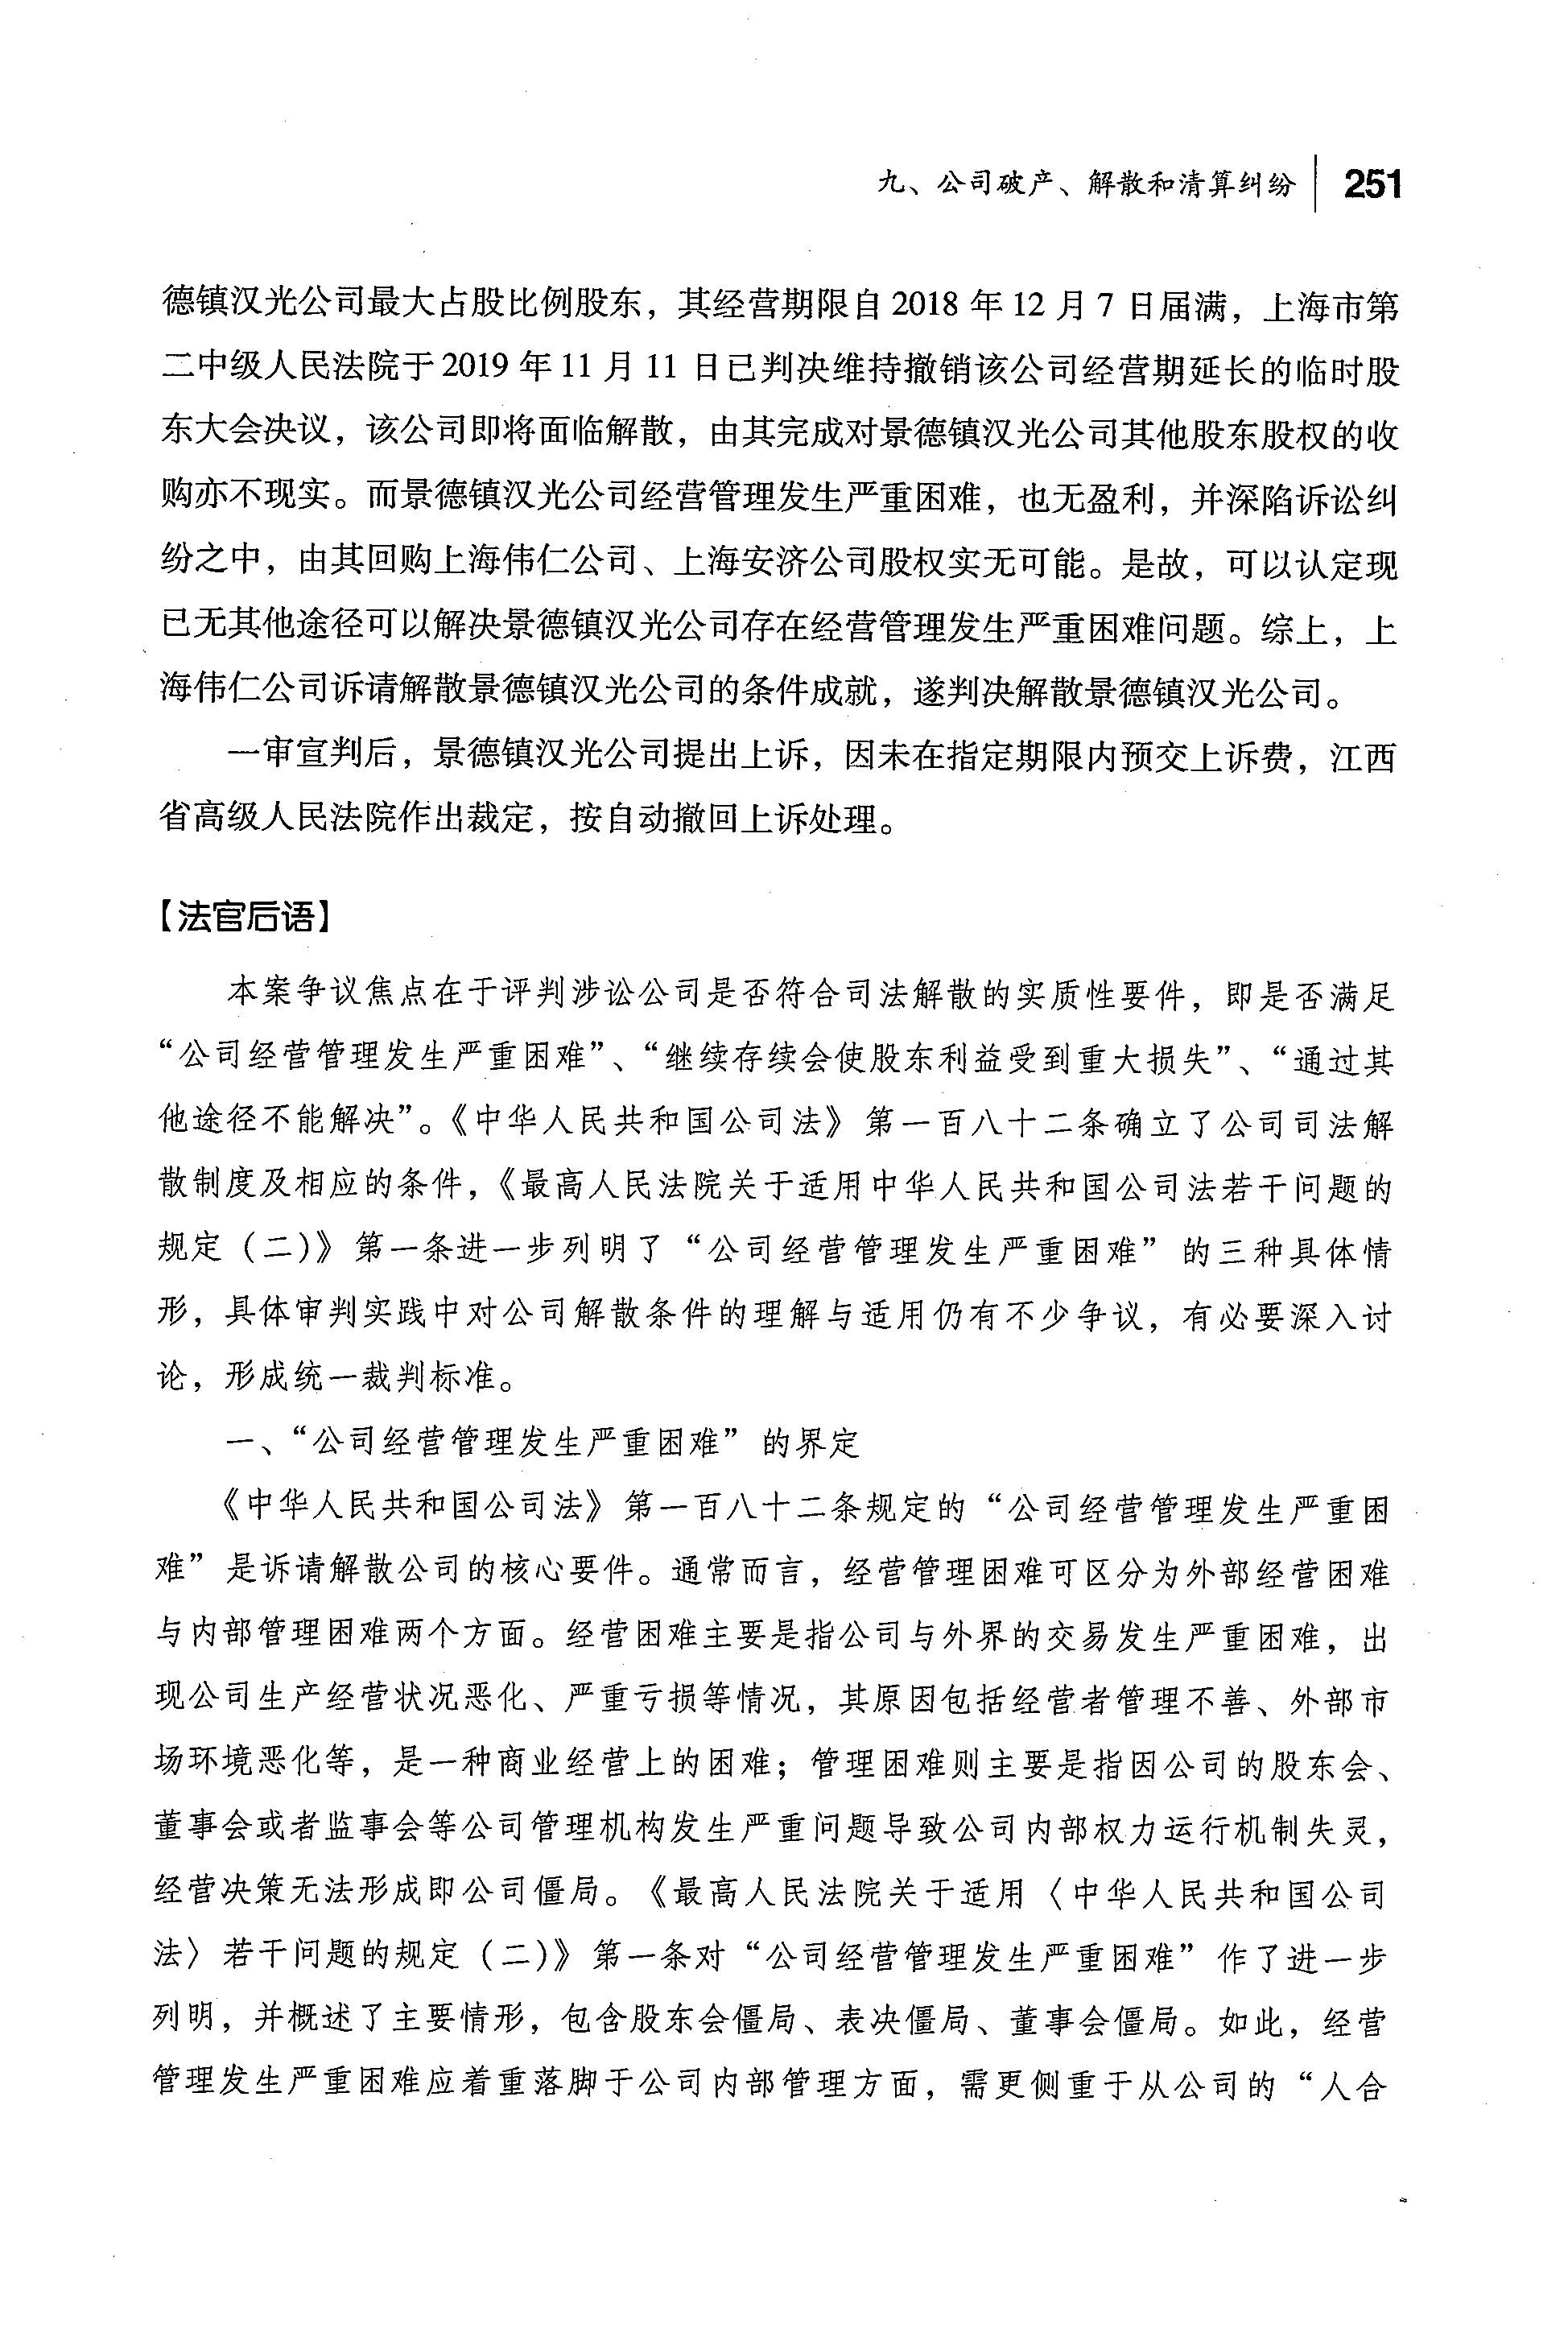 九、公司破产、解散和清算纠纷 251
德镇汉光公司最大占股比例股东，其经营期限自2018年12月7日届满，上海市第
二中级人民法院于2019年11月11日已判决维持撤销该公司经营期延长的临时股
东大会决议，该公司即将面临解散，由其完成对景德镇汉光公司其他股东股权的收
购亦不现实。而景德镇汉光公司经营管理发生严重困难，也无盈利，并深陷诉讼纠
纷之中，由其回购上海伟仁公司、上海安济公司股权实无可能。是故，可以认定现
已无其他途径可以解决景德镇汉光公司存在经营管理发生严重困难问题。综上，上
海伟仁公司诉请解散景德镇汉光公司的条件成就，遂判决解散景德镇汉光公司。
一审宣判后，景德镇汉光公司提出上诉，因未在指定期限内预交上诉费，江西
省高级人民法院作出裁定，按自动撤回上诉处理。
【法官后语】
本案争议焦点在于评判涉讼公司是否符合司法解散的实质性要件，即是否满足
“公司经营管理发生严重困难”、“继续存续会使股东利益受到重大损失”、“通过其
他途径不能解决”。《中华人民共和国公司法》第一百八十二条确立了公司司法解
散制度及相应的条件，《最高人民法院关于适用中华人民共和国公司法若干问题的
规定（二）》第一条进一步列明了“公司经营管理发生严重困难”的三种具体情
形，具体审判实践中对公司解散条件的理解与适用仍有不少争议，有必要深入讨
论，形成统一裁判标准。
一、“公司经营管理发生严重困难”的界定
《中华人民共和国公司法》第一百八十二条规定的“公司经营管理发生严重困
难”是诉请解散公司的核心要件。通常而言，经营管理困难可区分为外部经营困难
与内部管理困难两个方面。经营困难主要是指公司与外界的交易发生严重困难，出
现公司生产经营状况恶化、严重亏损等情况，其原因包括经营者管理不善、外部市
场环境恶化等，是一种商业经营上的困难；管理困难则主要是指因公司的股东会、
董事会或者监事会等公司管理机构发生严重问题导致公司内部权力运行机制失灵，
经营决策无法形成即公司僵局。《最高人民法院关于适用〈中华人民共和国公司
法〉若干问题的规定（二）》第一条对“公司经营管理发生严重困难”作了进一步
列明，并概述了主要情形，包含股东会僵局、表决僵局、董事会僵局。如此，经营
管理发生严重困难应着重落脚于公司内部管理方面，需更侧重于从公司的“人合